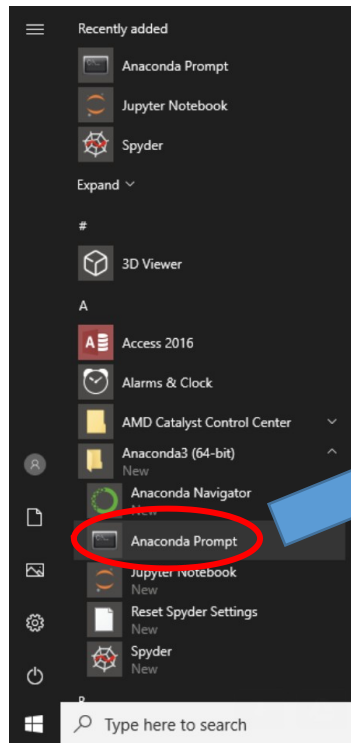 Recently added
Anaconda Prompt
Jupyter Notebook
Spyder
Expand
#
3D Viewer
A
Access 2016
Alarms & Clock
AMD Catalyst Control Center
Anaconda3 (64-bit)
New
Anaconda Navigator
New
Anaconda Prompt
Jupyter Notebook
New
Reset Spyder Settings
New
Spyder
New
Type here to search